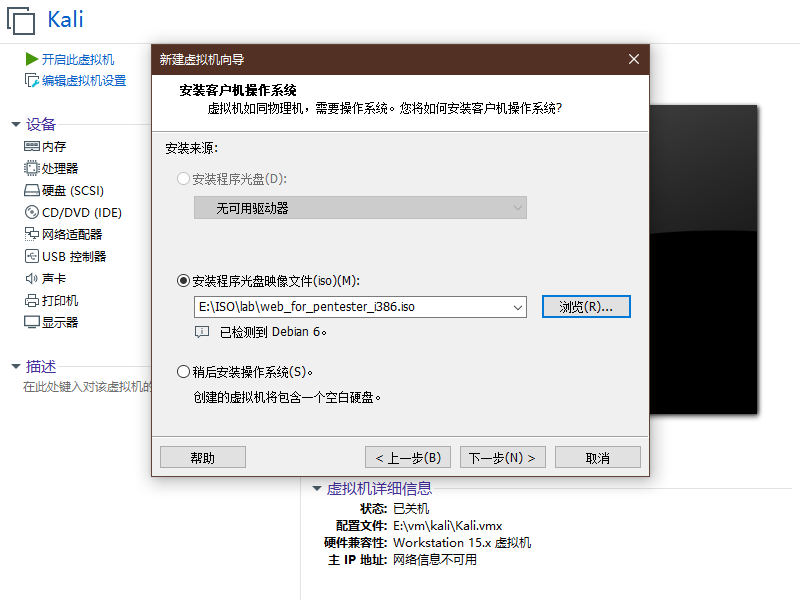 Kali
开启此虚拟机
编辑虚拟机设置
设备
内存
处理器
硬盘 (SCSI)
CD/DVD (IDE)
网络适配器
USB 控制器
声卡
打印机
显示器
描述
在此处键入对该虚拟机的
新建虚拟机向导
安装客户机操作系统
虚拟机如同物理机，需要操作系统。您将如何安装客户机操作系统?
安装来源:
安装程序光盘(D):
无可用驱动器
安装程序光盘映像文件(iso)(M):
E:\ISO\lab\web_for_pentester_i386.iso
浏览(R)...
已检测到 Debian 6。
稍后安装操作系统(S)。
创建的虚拟机将包含一个空白硬盘。
帮助
< 上一步(B)
下一步(N) >
取消
虚拟机详细信息
状态: 已关机
配置文件: E:\vm\kali\Kali.vmx
硬件兼容性: Workstation 15.x 虚拟机
主 IP 地址: 网络信息不可用